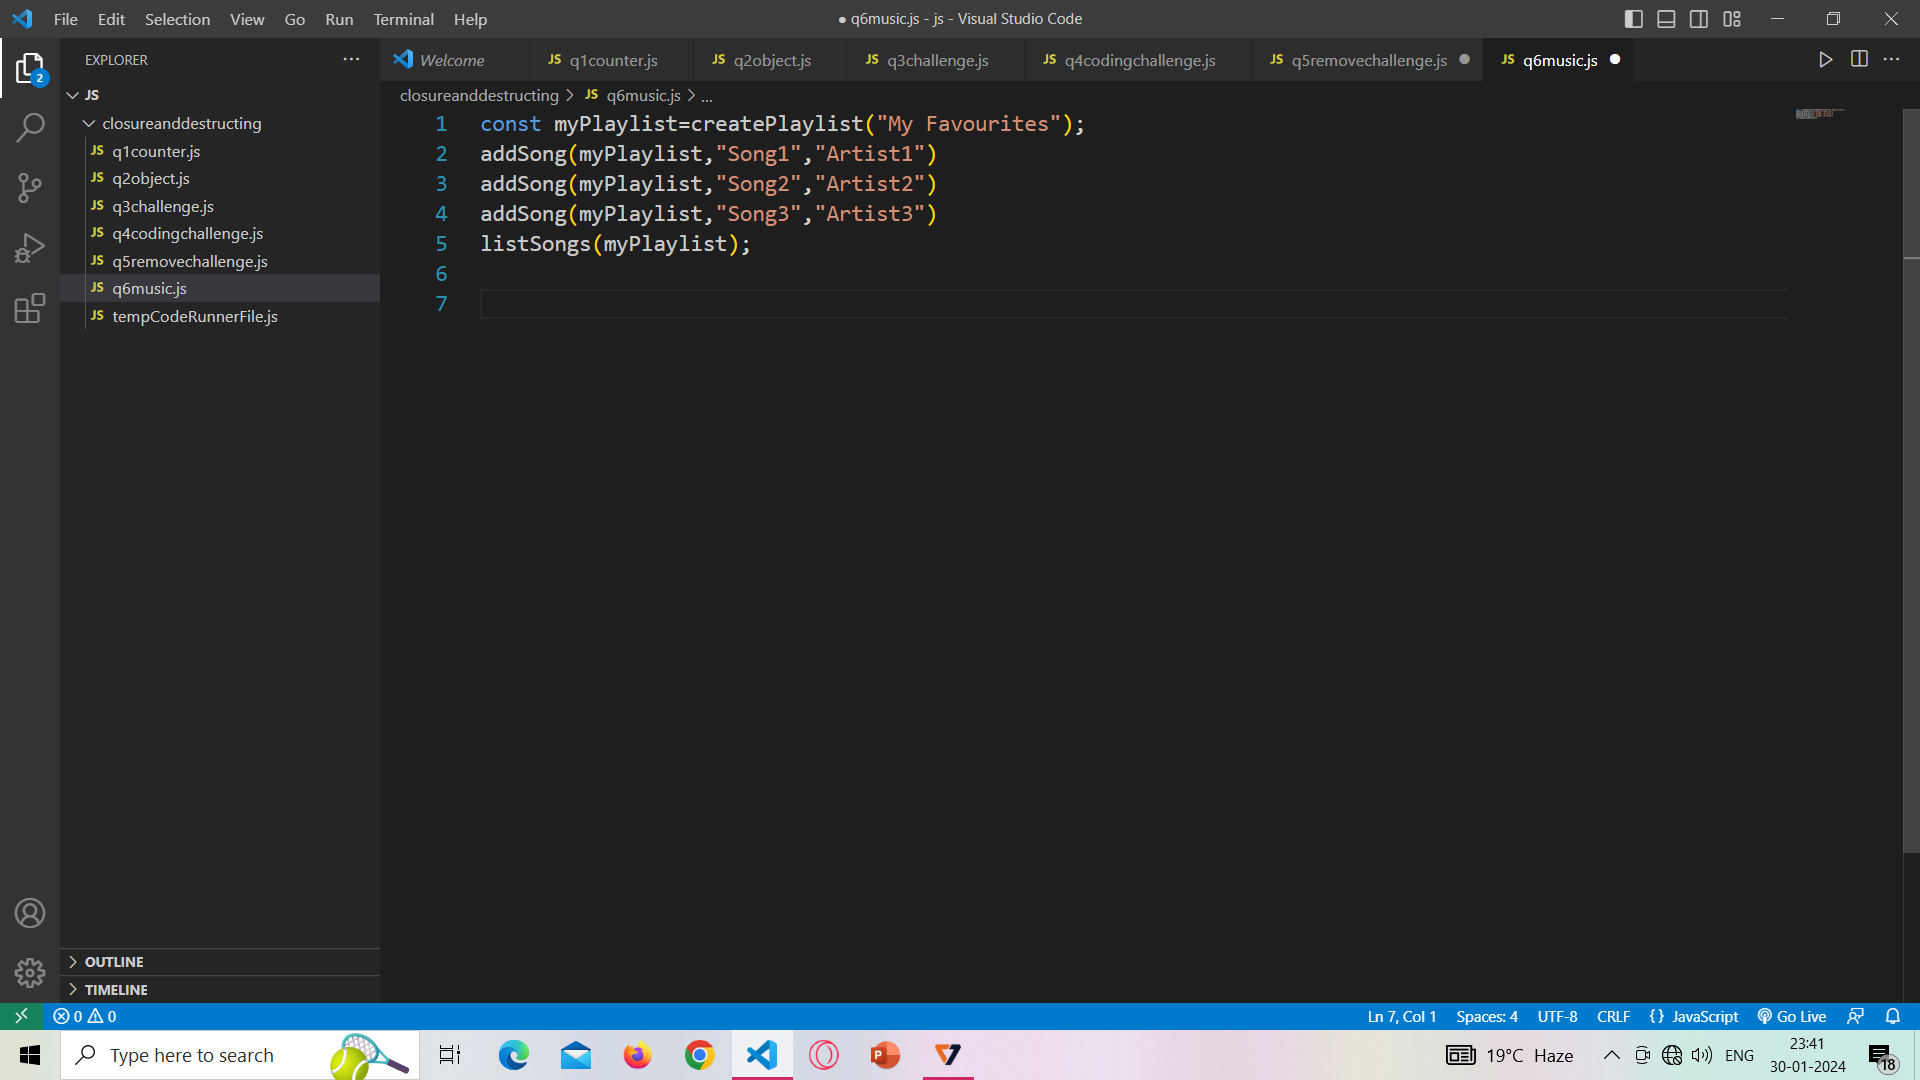 File Edit Selection View Go Run Terminal Help
● q6music.js - js - Visual Studio Code
EXPLORER
Welcome
JS q1counter.js
JS q2object.js
JS q3challenge.js
JS q4codingchallenge.js
JS q5removechallenge.js
JS q6music.js
2
JS
closureanddestructing
JS q1counter.js
JS q2object.js
JS q3challenge.js
JS q4codingchallenge.js
JS q5removechallenge.js
JS q6music.js
JS tempCodeRunnerFile.js
closureanddestructing > JS q6music.js > ...
1 const myPlaylist=createPlaylist("My Favourites");
2 addSong(myPlaylist,"Song1","Artist1")
3 addSong(myPlaylist,"Song2","Artist2")
4 addSong(myPlaylist,"Song3","Artist3")
5 listSongs(myPlaylist);
6
7
OUTLINE
TIMELINE
0 0
Ln 7, Col 1 Spaces: 4 UTF-8 CRLF {} JavaScript Go Live
Type here to search
19°C Haze
ENG
23:41
30-01-2024
18